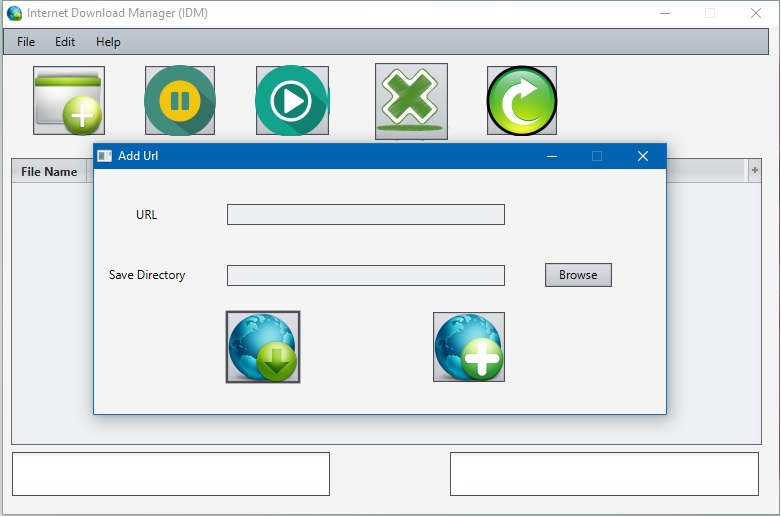 Internet Download Manager (IDM)
File Edit Help
File Name
Add Url
URL
Save Directory
Browse